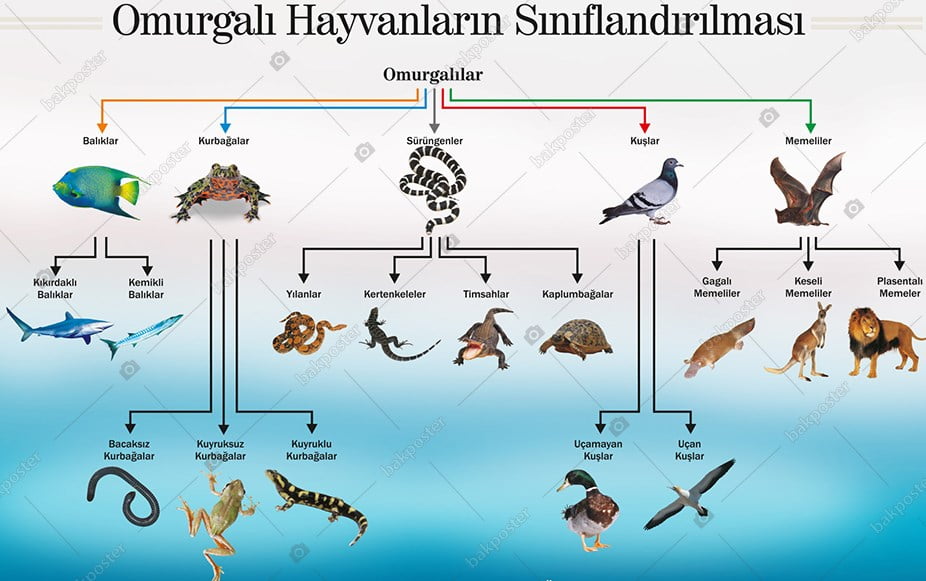 Omurgalı Hayvanların Sınıflandırılması
Omurgalılar
Balıklar
Kurbağalar
Sürüngenler
Kuşlar
Memeliler
Kıkırdaklı
Balıklar
Kemikli
Balıklar
Yılanlar
Kertenkeleler
Timsahlar
Kaplumbağalar
Gagalı
Memeliler
Keseli
Memeliler
Plasentalı
Memeler
Bacaksız
Kurbağalar
Kuyruksuz
Kurbağalar
Kuyruklu
Kurbağalar
Uçamayan
Kuşlar
Uçan
Kuşlar
bakposter